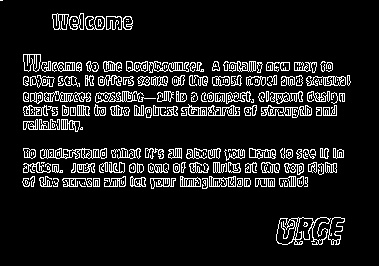 Welcome
Welcome to the Bodybouncer. A totally new way to
enjoy sex, it offers some of the most novel and sensual
experiences possible—all in a compact, elegant design
that's built to the highest standards of strength and
reliability.
To understand what it's all about you have to see it in
action. Just click on one of the links at the top right
of the screen and let your imagination run wild!
URGE